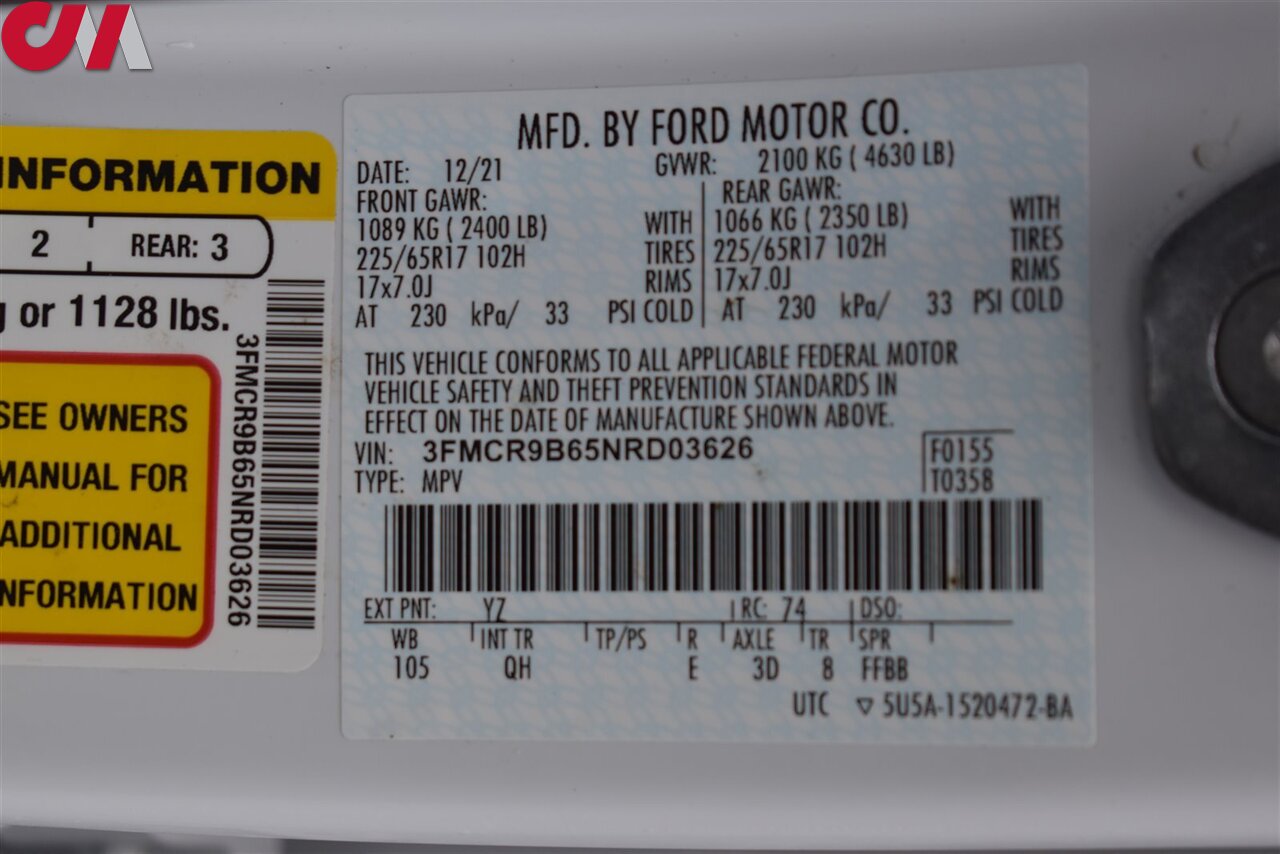 CM
INFORMATION
2 REAR: 3
or 1128 lbs.
SEE OWNERS
MANUAL FOR
ADDITIONAL
INFORMATION
3FMCR9B65NRD03626
MFD. BY FORD MOTOR CO.
DATE: 12/21 GVWR: 2100 KG ( 4630 LB)
FRONT GAWR: REAR GAWR:
1089 KG ( 2400 LB) WITH 1066 KG ( 2350 LB) WITH
225/65R17 102H TIRES 225/65R17 102H TIRES
17x7.0J RIMS 17x7.0J RIMS
AT 230 kPa/ 33 PSI COLD AT 230 kPa/ 33 PSI COLD
THIS VEHICLE CONFORMS TO ALL APPLICABLE FEDERAL MOTOR
VEHICLE SAFETY AND THEFT PREVENTION STANDARDS IN
EFFECT ON THE DATE OF MANUFACTURE SHOWN ABOVE.
VIN: 3FMCR9B65NRD03626 F0155
TYPE: MPV T0358
EXT PNT: YZ RC: 74 DSO:
WB INT TR TP/PS R AXLE TR SPR
105 QH E 3D 8 FFBB
UTC ▽ 5U5A-1520472-BA